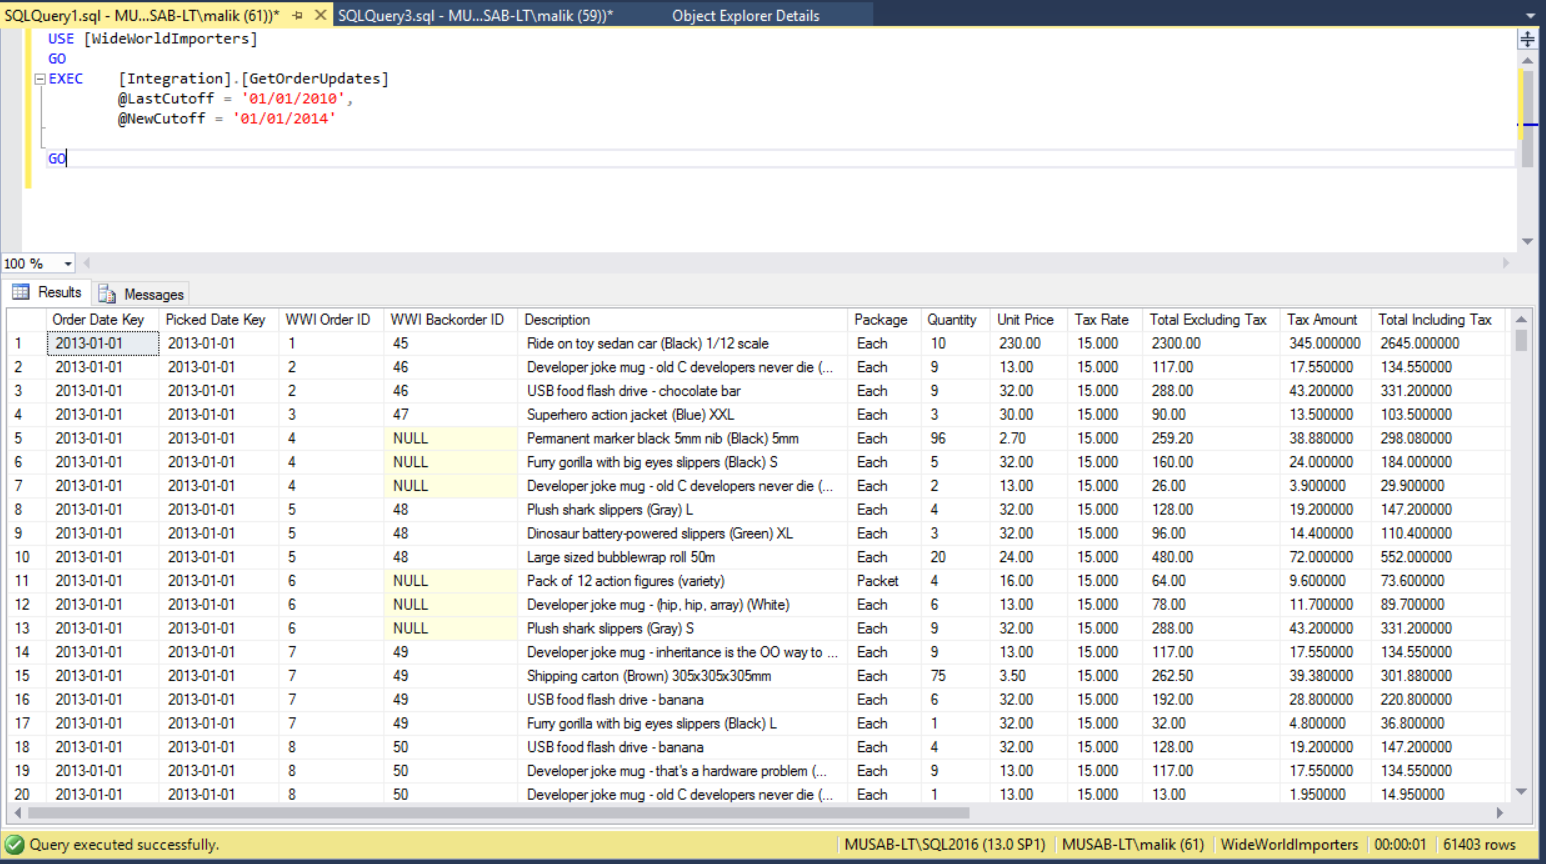 SQLQuery1.sql - MU...SAB-LT\malik (61))* SQLQuery3.sql - MU...SAB-LT\malik (59))* Object Explorer Details
USE [WideWorldImporters]
GO
EXEC [Integration].[GetOrderUpdates]
@LastCutoff = '01/01/2010',
@NewCutoff = '01/01/2014'
GO
100 %
Results Messages
Order Date Key Picked Date Key WWI Order ID WWI Backorder ID Description Package Quantity Unit Price Tax Rate Total Excluding Tax Tax Amount Total Including Tax
1 2013-01-01 2013-01-01 1 45 Ride on toy sedan car (Black) 1/12 scale Each 10 230.00 15.000 2300.00 345.000000 2645.000000
2 2013-01-01 2013-01-01 2 46 Developer joke mug - old C developers never die (... Each 9 13.00 15.000 117.00 17.550000 134.550000
3 2013-01-01 2013-01-01 2 46 USB food flash drive - chocolate bar Each 9 32.00 15.000 288.00 43.200000 331.200000
4 2013-01-01 2013-01-01 3 47 Superhero action jacket (Blue) XXL Each 3 30.00 15.000 90.00 13.500000 103.500000
5 2013-01-01 2013-01-01 4 NULL Permanent marker black 5mm nib (Black) 5mm Each 96 2.70 15.000 259.20 38.880000 298.080000
6 2013-01-01 2013-01-01 4 NULL Furry gorilla with big eyes slippers (Black) S Each 5 32.00 15.000 160.00 24.000000 184.000000
7 2013-01-01 2013-01-01 4 NULL Developer joke mug - old C developers never die (... Each 2 13.00 15.000 26.00 3.900000 29.900000
8 2013-01-01 2013-01-01 5 48 Plush shark slippers (Gray) L Each 4 32.00 15.000 128.00 19.200000 147.200000
9 2013-01-01 2013-01-01 5 48 Dinosaur battery-powered slippers (Green) XL Each 3 32.00 15.000 96.00 14.400000 110.400000
10 2013-01-01 2013-01-01 5 48 Large sized bubblewrap roll 50m Each 20 24.00 15.000 480.00 72.000000 552.000000
11 2013-01-01 2013-01-01 6 NULL Pack of 12 action figures (variety) Packet 4 16.00 15.000 64.00 9.600000 73.600000
12 2013-01-01 2013-01-01 6 NULL Developer joke mug - (hip, hip, array) (White) Each 6 13.00 15.000 78.00 11.700000 89.700000
13 2013-01-01 2013-01-01 6 NULL Plush shark slippers (Gray) S Each 9 32.00 15.000 288.00 43.200000 331.200000
14 2013-01-01 2013-01-01 7 49 Developer joke mug - inheritance is the OO way to ... Each 9 13.00 15.000 117.00 17.550000 134.550000
15 2013-01-01 2013-01-01 7 49 Shipping carton (Brown) 305x305x305mm Each 75 3.50 15.000 262.50 39.380000 301.880000
16 2013-01-01 2013-01-01 7 49 USB food flash drive - banana Each 6 32.00 15.000 192.00 28.800000 220.800000
17 2013-01-01 2013-01-01 7 49 Furry gorilla with big eyes slippers (Black) L Each 1 32.00 15.000 32.00 4.800000 36.800000
18 2013-01-01 2013-01-01 8 50 USB food flash drive - banana Each 4 32.00 15.000 128.00 19.200000 147.200000
19 2013-01-01 2013-01-01 8 50 Developer joke mug - that's a hardware problem (... Each 9 13.00 15.000 117.00 17.550000 134.550000
20 2013-01-01 2013-01-01 8 50 Developer joke mug - old C developers never die (... Each 1 13.00 15.000 13.00 1.950000 14.950000
Query executed successfully. MUSAB-LT\SQL2016 (13.0 SP1) MUSAB-LT\malik (61) WideWorldImporters 00:00:01 61403 rows